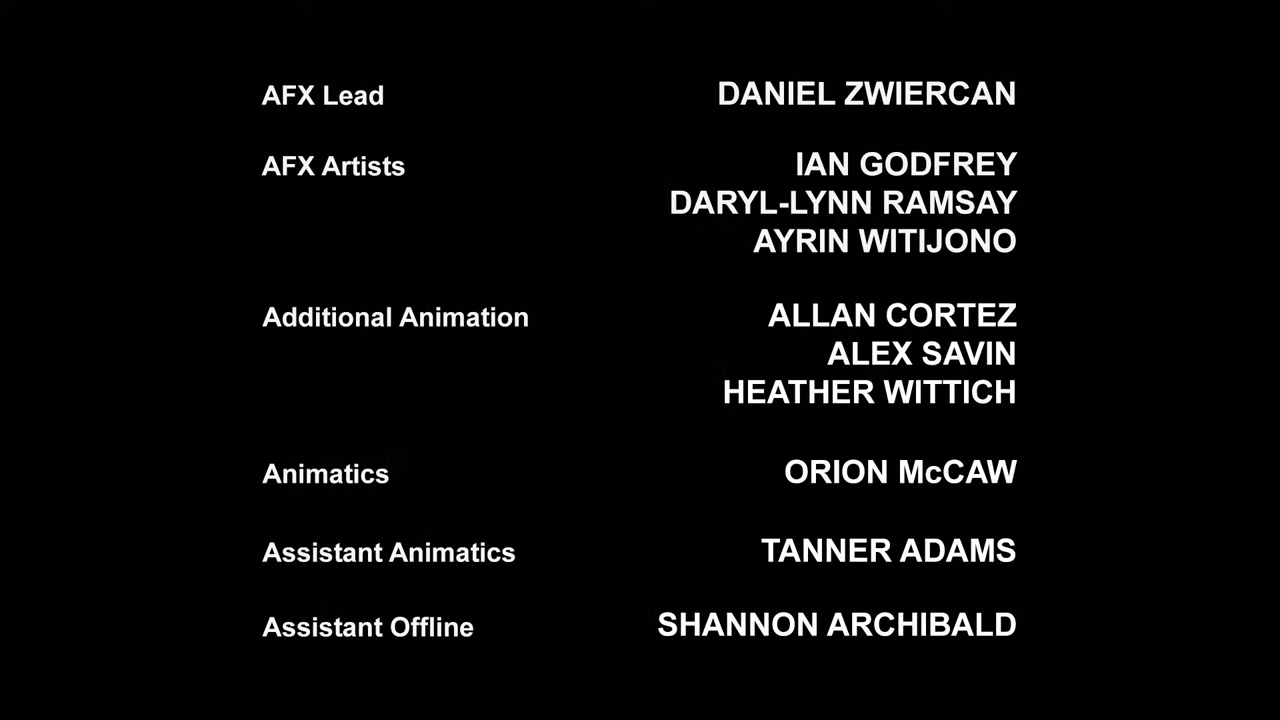 AFX Lead DANIEL ZWIERCAN
AFX Artists IAN GODFREY
DARYL-LYNN RAMSAY
AYRIN WITIJONO
Additional Animation ALLAN CORTEZ
ALEX SAVIN
HEATHER WITTICH
Animatics ORION McCAW
Assistant Animatics TANNER ADAMS
Assistant Offline SHANNON ARCHIBALD